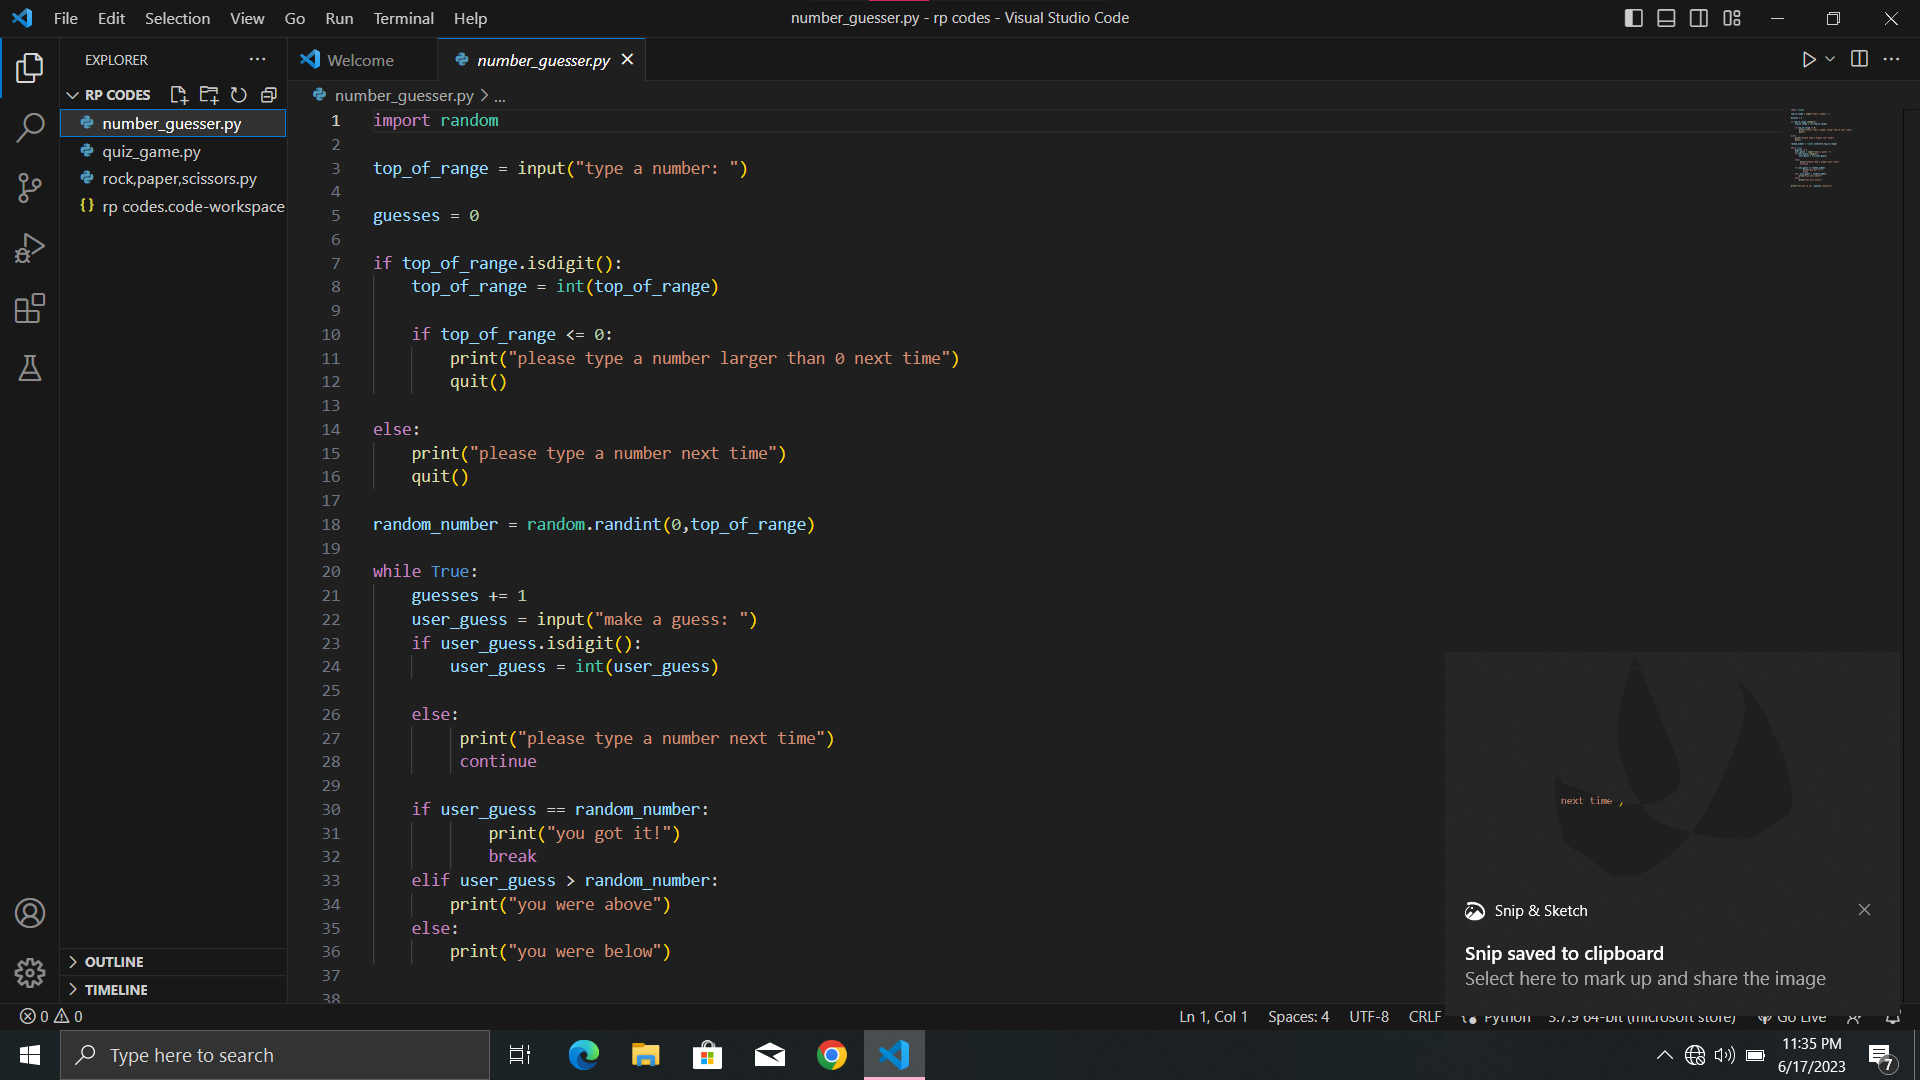 File Edit Selection View Go Run Terminal Help
number_guesser.py - rp codes - Visual Studio Code
EXPLORER
RP CODES
number_guesser.py
quiz_game.py
rock,paper,scissors.py
{} rp codes.code-workspace
OUTLINE
TIMELINE
Welcome
number_guesser.py
number_guesser.py > ...
1 import random
2
3 top_of_range = input("type a number: ")
4
5 guesses = 0
6
7 if top_of_range.isdigit():
8 top_of_range = int(top_of_range)
9
10 if top_of_range <= 0:
11 print("please type a number larger than 0 next time")
12 quit()
13
14 else:
15 print("please type a number next time")
16 quit()
17
18 random_number = random.randint(0,top_of_range)
19
20 while True:
21 guesses += 1
22 user_guess = input("make a guess: ")
23 if user_guess.isdigit():
24 user_guess = int(user_guess)
25
26 else:
27 print("please type a number next time")
28 continue
29
30 if user_guess == random_number:
31 print("you got it!")
32 break
33 elif user_guess > random_number:
34 print("you were above")
35 else:
36 print("you were below")
37
38
next time
Snip & Sketch
Snip saved to clipboard
Select here to mark up and share the image
0 0
Ln 1, Col 1 Spaces: 4 UTF-8 CRLF Python 3.7.9 64-bit (microsoft store) Go Live
Type here to search
11:35 PM
6/17/2023
7